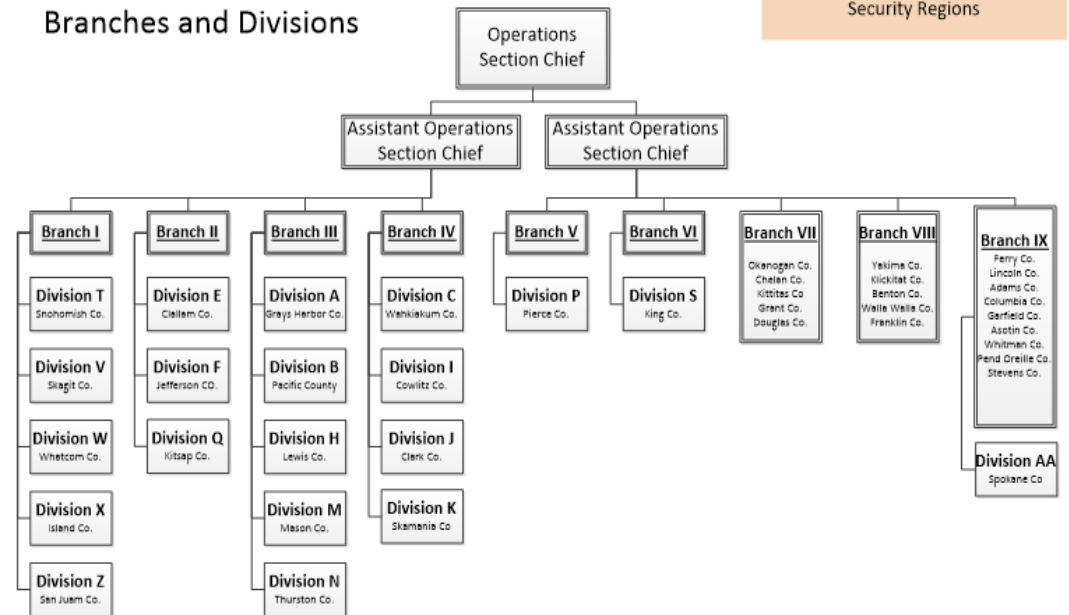 Branches and Divisions
Security Regions
Operations
Section Chief
Assistant Operations
Section Chief
Assistant Operations
Section Chief
Branch I
Division T
Snohomish Co.
Division V
Skagit Co.
Division W
Whatcom Co.
Division X
Island Co.
Division Z
San Juam Co.
Branch II
Division E
Clallam Co.
Division F
Jefferson CO.
Division Q
Kitsap Co.
Branch III
Division A
Grays Harbor Co.
Division B
Pacific County
Division H
Lewis Co.
Division M
Mason Co.
Division N
Thurston Co.
Branch IV
Division C
Wahkiakum Co.
Division I
Cowlitz Co.
Division J
Clark Co.
Division K
Skamania Co
Branch V
Division P
Pierce Co.
Branch VI
Division S
King Co.
Branch VII
Okanogan Co.
Chelan Co.
Kittitas Co
Grant Co.
Douglas Co.
Branch VIII
Yakima Co.
Klickitat Co.
Benton Co.
Walla Walla Co.
Franklin Co.
Branch IX
Ferry Co.
Lincoln Co.
Adams Co.
Columbia Co.
Garfield Co.
Asotin Co.
Whitman Co.
Pend Oreille Co.
Stevens Co.
Division AA
Spokane Co